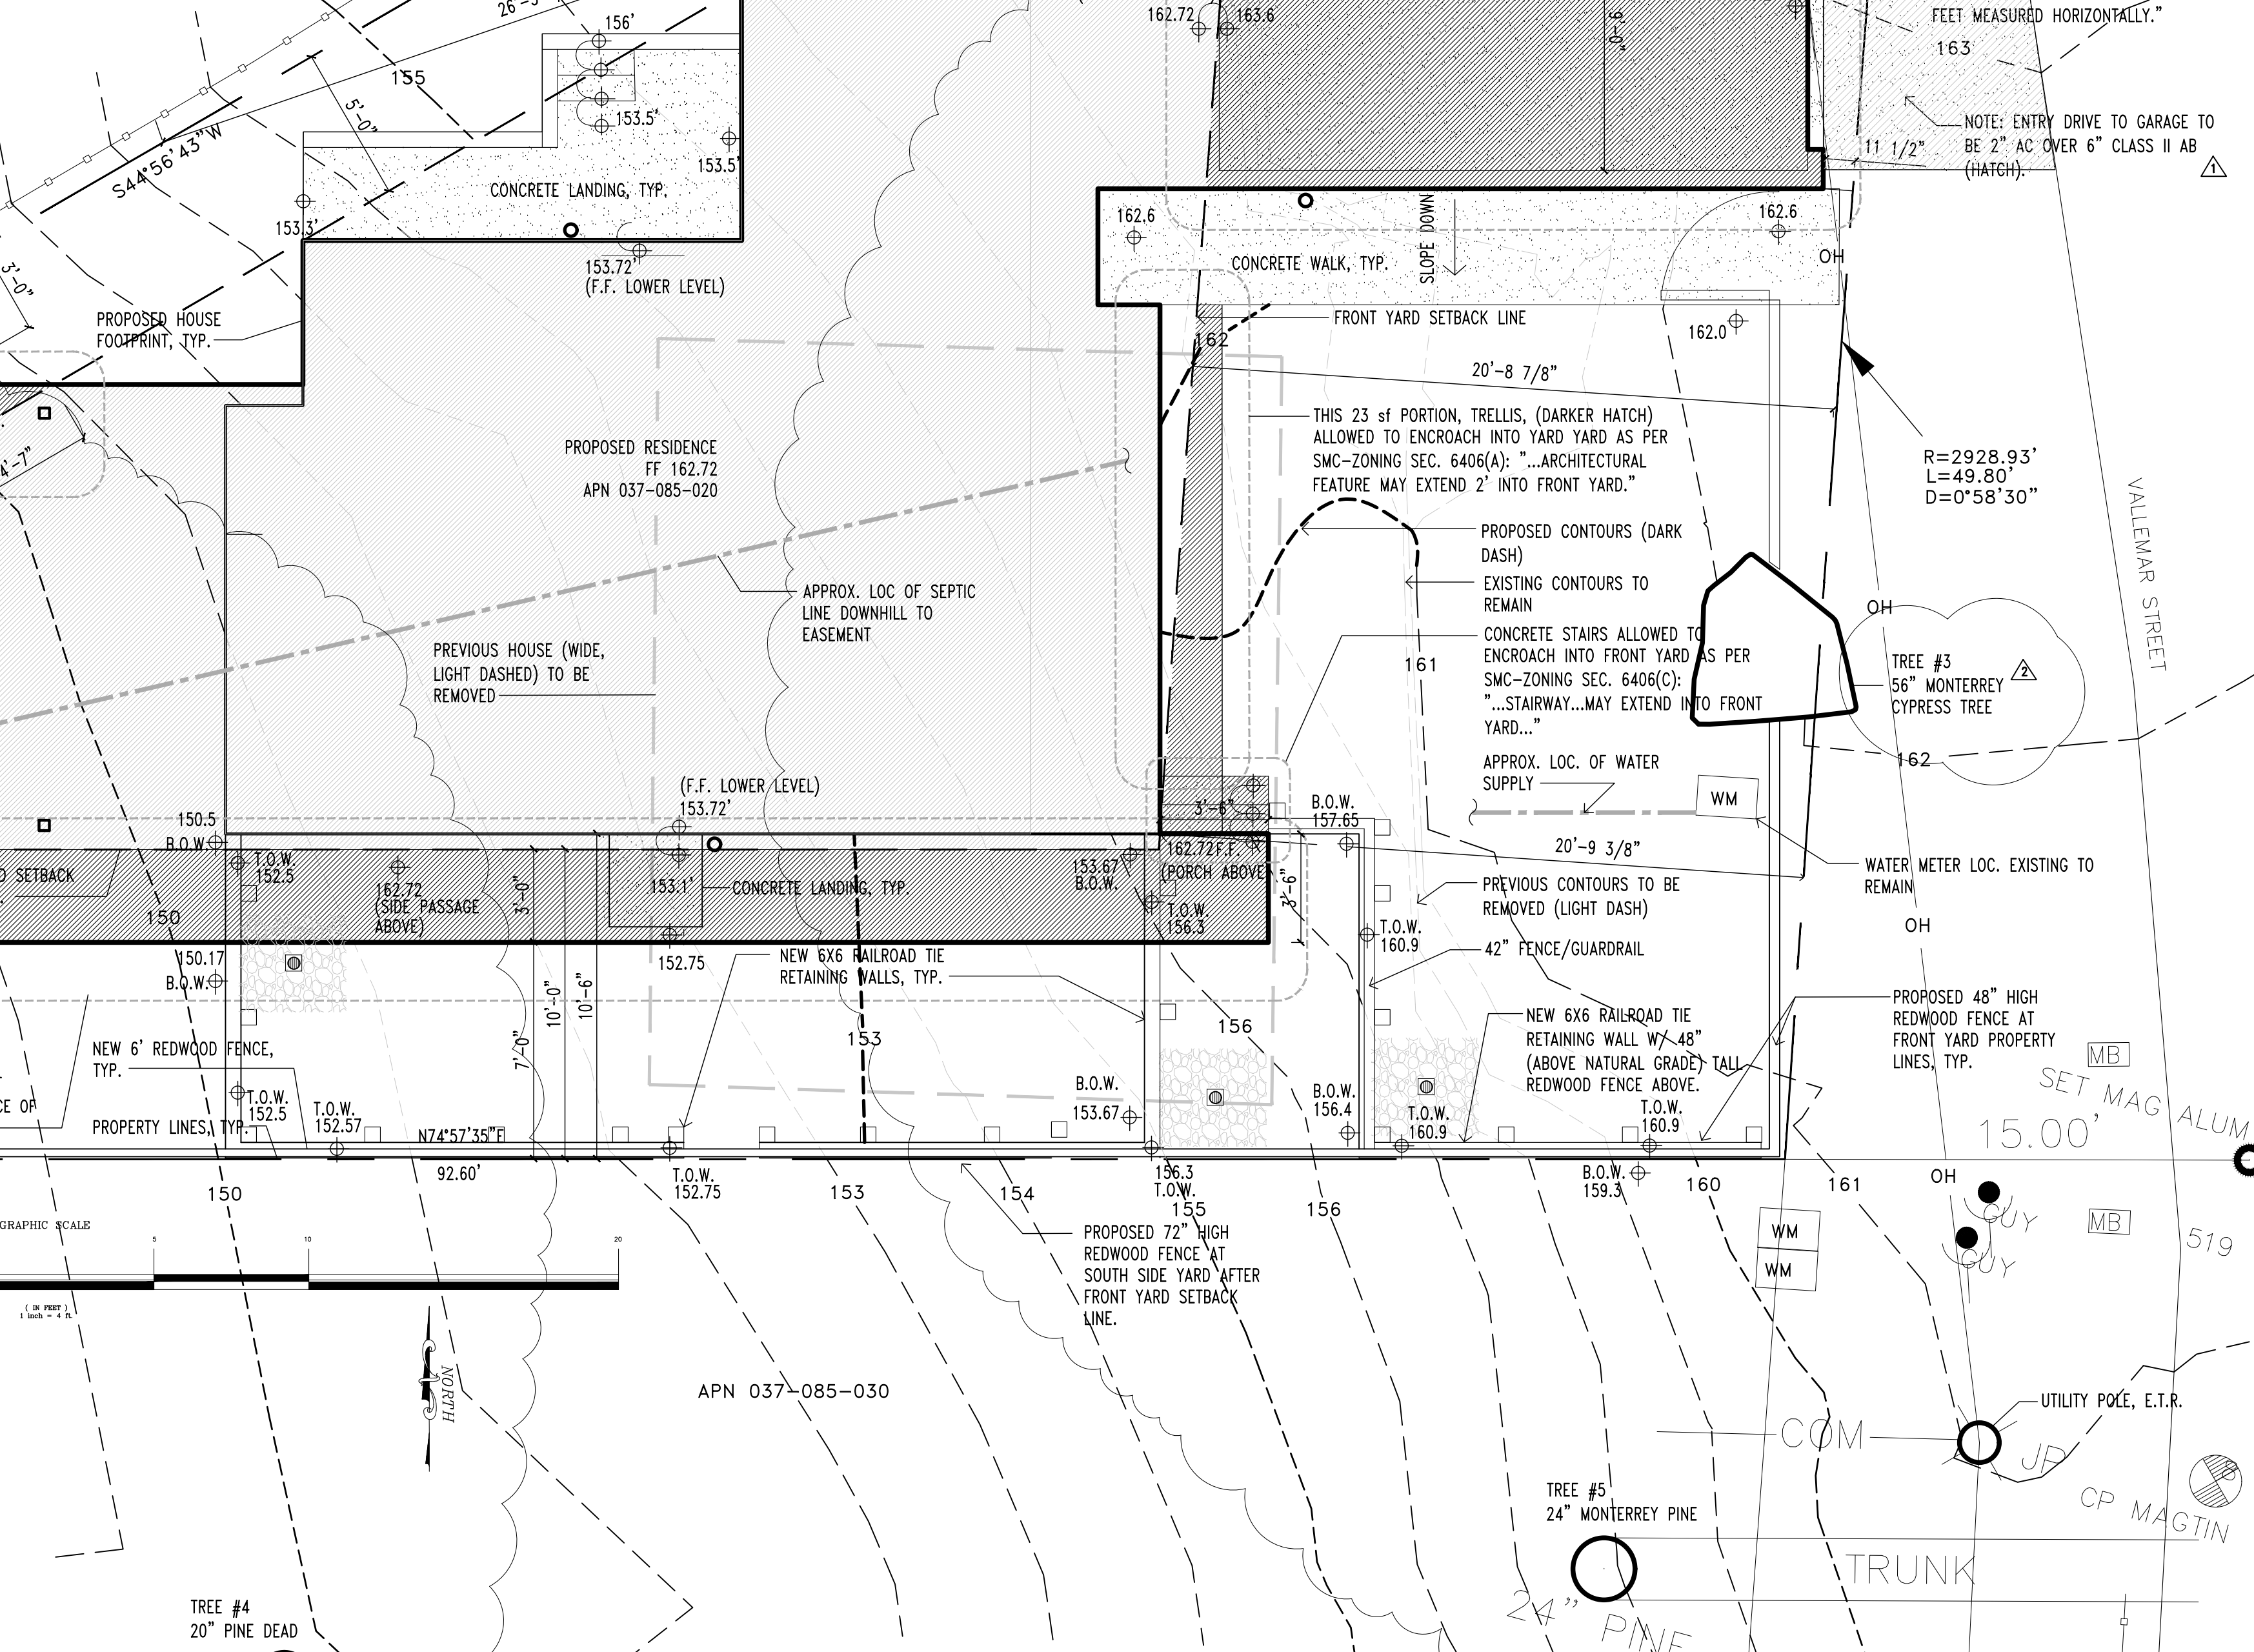 26'-3"
156'
162.72
163.6
9'-0"
FEET MEASURED HORIZONTALLY."
163
155
5'-0"
153.5'
S44°56'43"W
153.5'
NOTE: ENTRY DRIVE TO GARAGE TO
BE 2" AC OVER 6" CLASS II AB
(HATCH).
1
11 1/2"
CONCRETE LANDING, TYP.
153.3'
153.72'
(F.F. LOWER LEVEL)
162.6
SLOPE DOWN
162.6
CONCRETE WALK, TYP.
OH
3'-0"
PROPOSED HOUSE
FOOTPRINT, TYP.
FRONT YARD SETBACK LINE
162
162.0
20'-8 7/8"
4'-7"
PROPOSED RESIDENCE
FF 162.72
APN 037-085-020
THIS 23 sf PORTION, TRELLIS, (DARKER HATCH)
ALLOWED TO ENCROACH INTO YARD YARD AS PER
SMC-ZONING SEC. 6406(A): "...ARCHITECTURAL
FEATURE MAY EXTEND 2' INTO FRONT YARD."
R=2928.93'
L=49.80'
D=0°58'30"
VALLEMAR STREET
PROPOSED CONTOURS (DARK
DASH)
EXISTING CONTOURS TO
REMAIN
APPROX. LOC OF SEPTIC
LINE DOWNHILL TO
EASEMENT
OH
CONCRETE STAIRS ALLOWED TO
ENCROACH INTO FRONT YARD AS PER
SMC-ZONING SEC. 6406(C):
"...STAIRWAY...MAY EXTEND INTO FRONT
YARD..."
161
PREVIOUS HOUSE (WIDE,
LIGHT DASHED) TO BE
REMOVED
TREE #3
56" MONTERREY
CYPRESS TREE
2
162
APPROX. LOC. OF WATER
SUPPLY
WM
(F.F. LOWER LEVEL)
153.72'
3'-6"
B.O.W.
157.65
150.5
B.O.W.
T.O.W.
152.5
162.72 F.F.
(PORCH ABOVE)
153.67
B.O.W.
20'-9 3/8"
WATER METER LOC. EXISTING TO
REMAIN
SETBACK
162.72
(SIDE PASSAGE
ABOVE)
3'-0"
153.1'
CONCRETE LANDING, TYP.
3'-6"
PREVIOUS CONTOURS TO BE
REMOVED (LIGHT DASH)
150
T.O.W.
156.3
T.O.W.
160.9
OH
42" FENCE/GUARDRAIL
150.17
B.O.W.
152.75
NEW 6X6 RAILROAD TIE
RETAINING WALLS, TYP.
10'-0"
10'-6"
7'-0"
153
156
PROPOSED 48" HIGH
REDWOOD FENCE AT
FRONT YARD PROPERTY
LINES, TYP.
NEW 6X6 RAILROAD TIE
RETAINING WALL W/ 48"
(ABOVE NATURAL GRADE) TALL
REDWOOD FENCE ABOVE.
NEW 6' REDWOOD FENCE,
TYP.
MB
SET MAG ALUM
CE OF
T.O.W.
152.5
T.O.W.
152.57
B.O.W.
153.67
B.O.W.
156.4
T.O.W.
160.9
T.O.W.
160.9
PROPERTY LINES, TYP.
N74°57'35"E
92.60'
15.00'
T.O.W.
152.75
156.3
T.O.W.
B.O.W.
159.3
OH
150
153
154
155
156
160
161
GRAPHIC SCALE
5
10
20
( IN FEET )
1 inch = 4 ft.
PROPOSED 72" HIGH
REDWOOD FENCE AT
SOUTH SIDE YARD AFTER
FRONT YARD SETBACK
LINE.
WM
WM
GUY
GUY
MB
519
NORTH
APN 037-085-030
UTILITY POLE, E.T.R.
COM
JP
CP MAGTIN
8
TREE #5
24" MONTERREY PINE
TRUNK
24" PINE
TREE #4
20" PINE DEAD